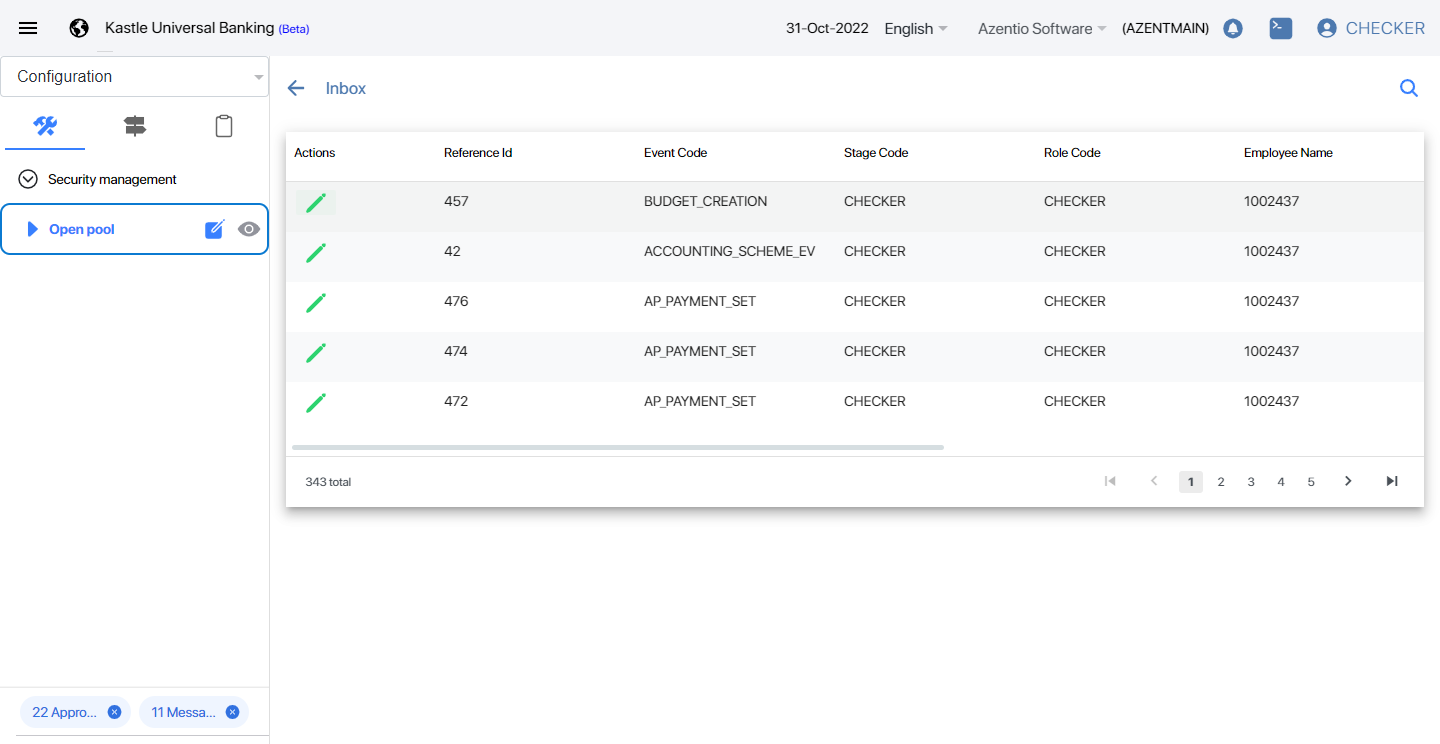 Kastle Universal Banking (Beta) 31-Oct-2022 English Azentio Software (AZENTMAIN) CHECKER
Configuration
Inbox
Security management
Open pool
Actions Reference Id Event Code Stage Code Role Code Employee Name
457 BUDGET_CREATION CHECKER CHECKER 1002437
42 ACCOUNTING_SCHEME_EV CHECKER CHECKER 1002437
476 AP_PAYMENT_SET CHECKER CHECKER 1002437
474 AP_PAYMENT_SET CHECKER CHECKER 1002437
472 AP_PAYMENT_SET CHECKER CHECKER 1002437
343 total 1 2 3 4 5
22 Appro... 11 Messa...